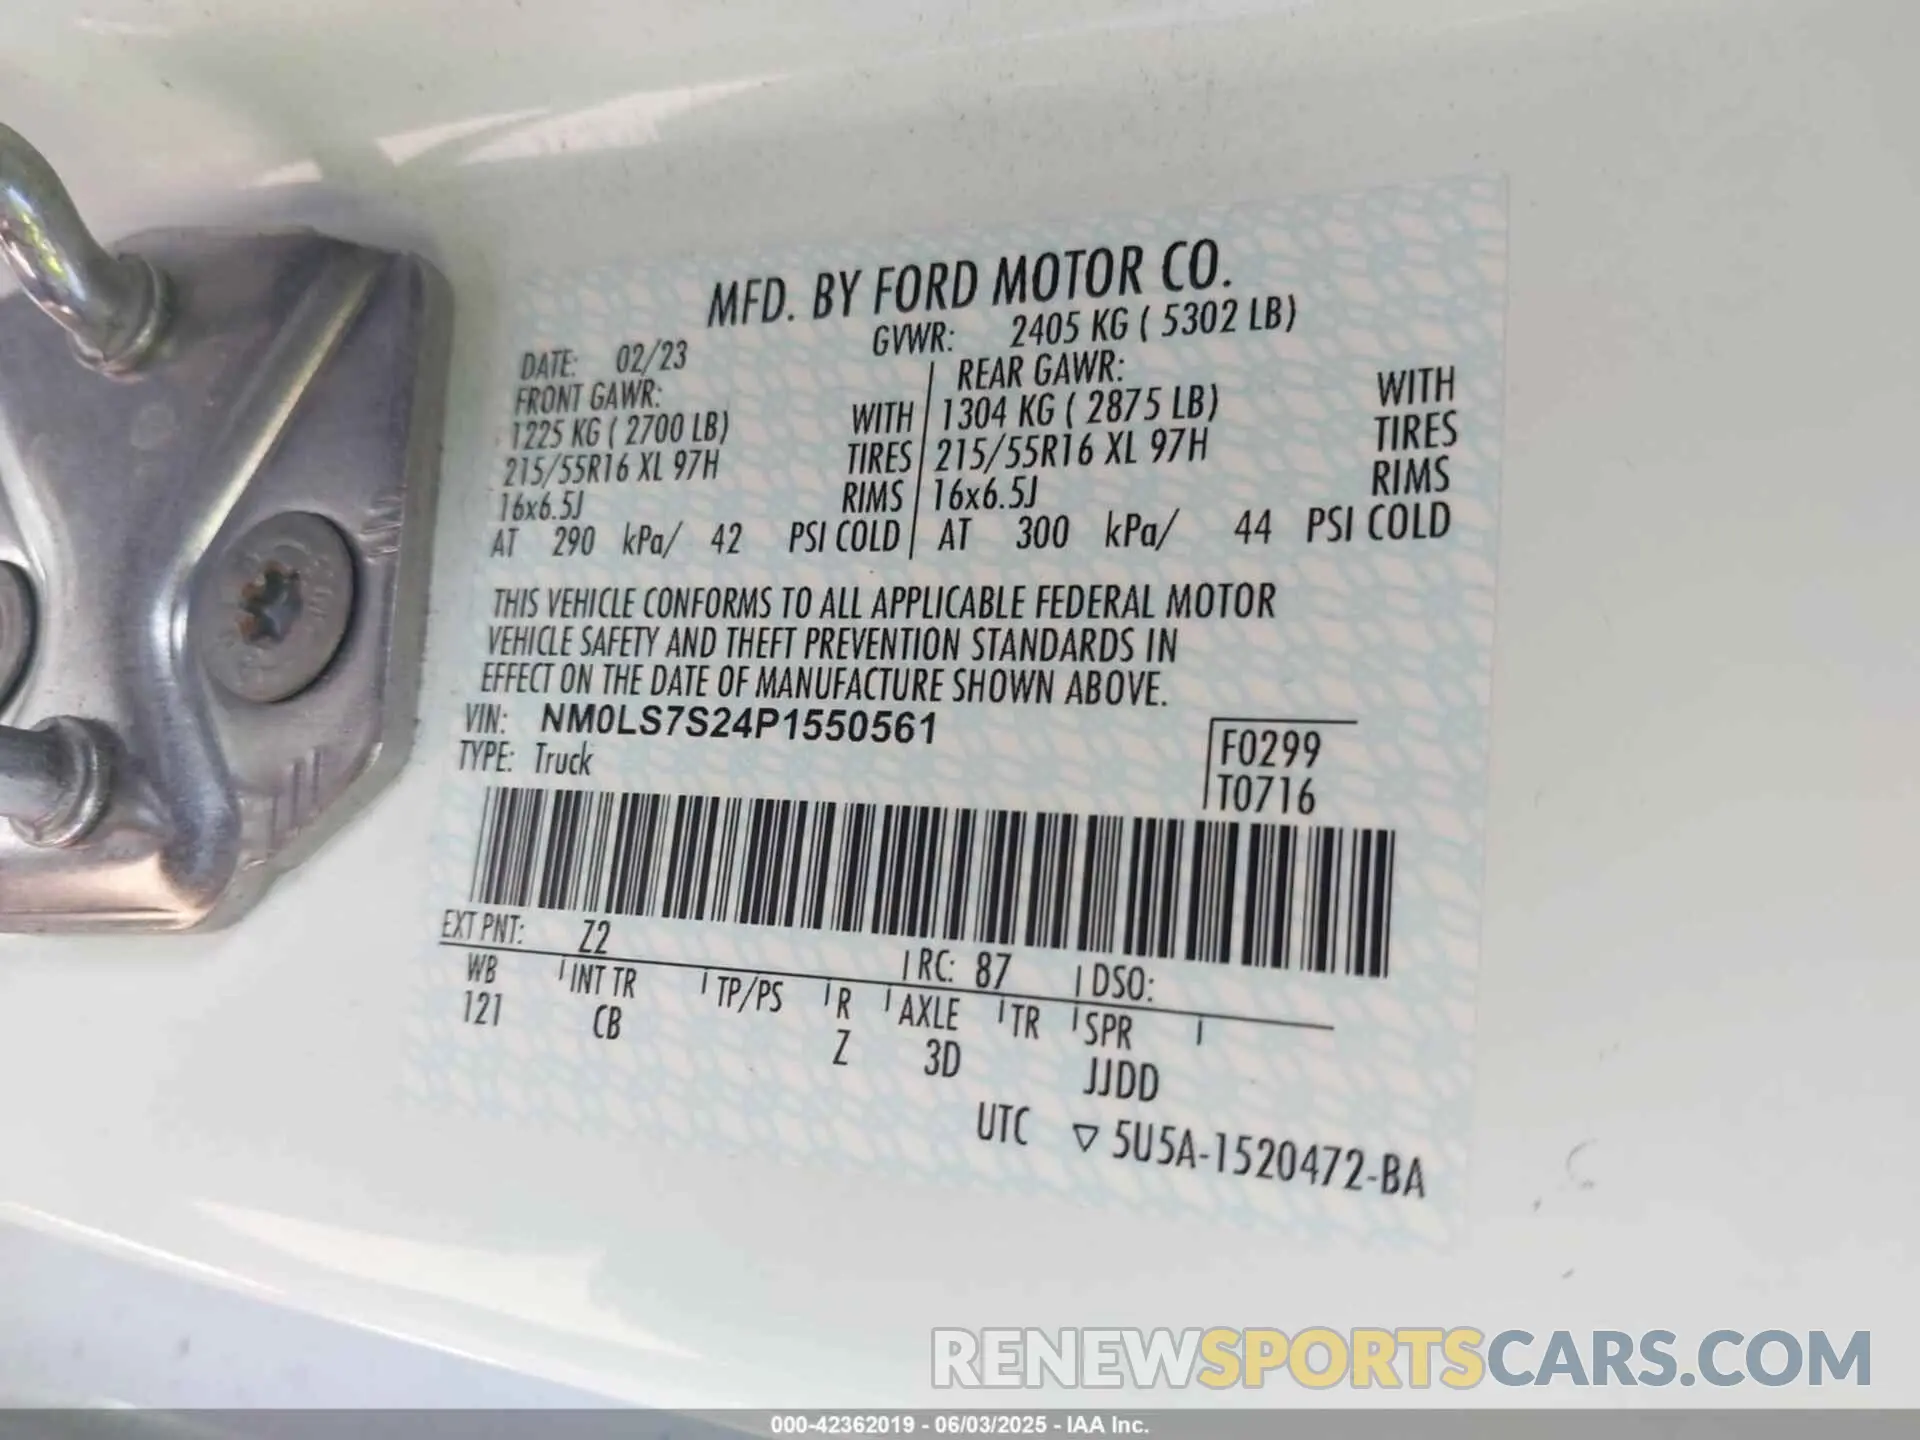 MFD. BY FORD MOTOR CO.
DATE: 02/23 GVWR: 2405 KG ( 5302 LB)
FRONT GAWR: REAR GAWR:
1225 KG ( 2700 LB) WITH 1304 KG ( 2875 LB) WITH
215/55R16 XL 97H TIRES 215/55R16 XL 97H TIRES
16x6.5J RIMS 16x6.5J RIMS
AT 290 kPa/ 42 PSI COLD AT 300 kPa/ 44 PSI COLD
THIS VEHICLE CONFORMS TO ALL APPLICABLE FEDERAL MOTOR
VEHICLE SAFETY AND THEFT PREVENTION STANDARDS IN
EFFECT ON THE DATE OF MANUFACTURE SHOWN ABOVE.
VIN: NM0LS7S24P1550561
TYPE: Truck
F0299
T0716
EXT PNT: Z2 RC: 87 DSO:
WB INT TR TP/PS R AXLE TR SPR
121 CB Z 3D JJDD
UTC ▽ 5U5A-1520472-BA
RENEWSPORTSCARS.COM
000-42362019 - 06/03/2025 - IAA Inc.